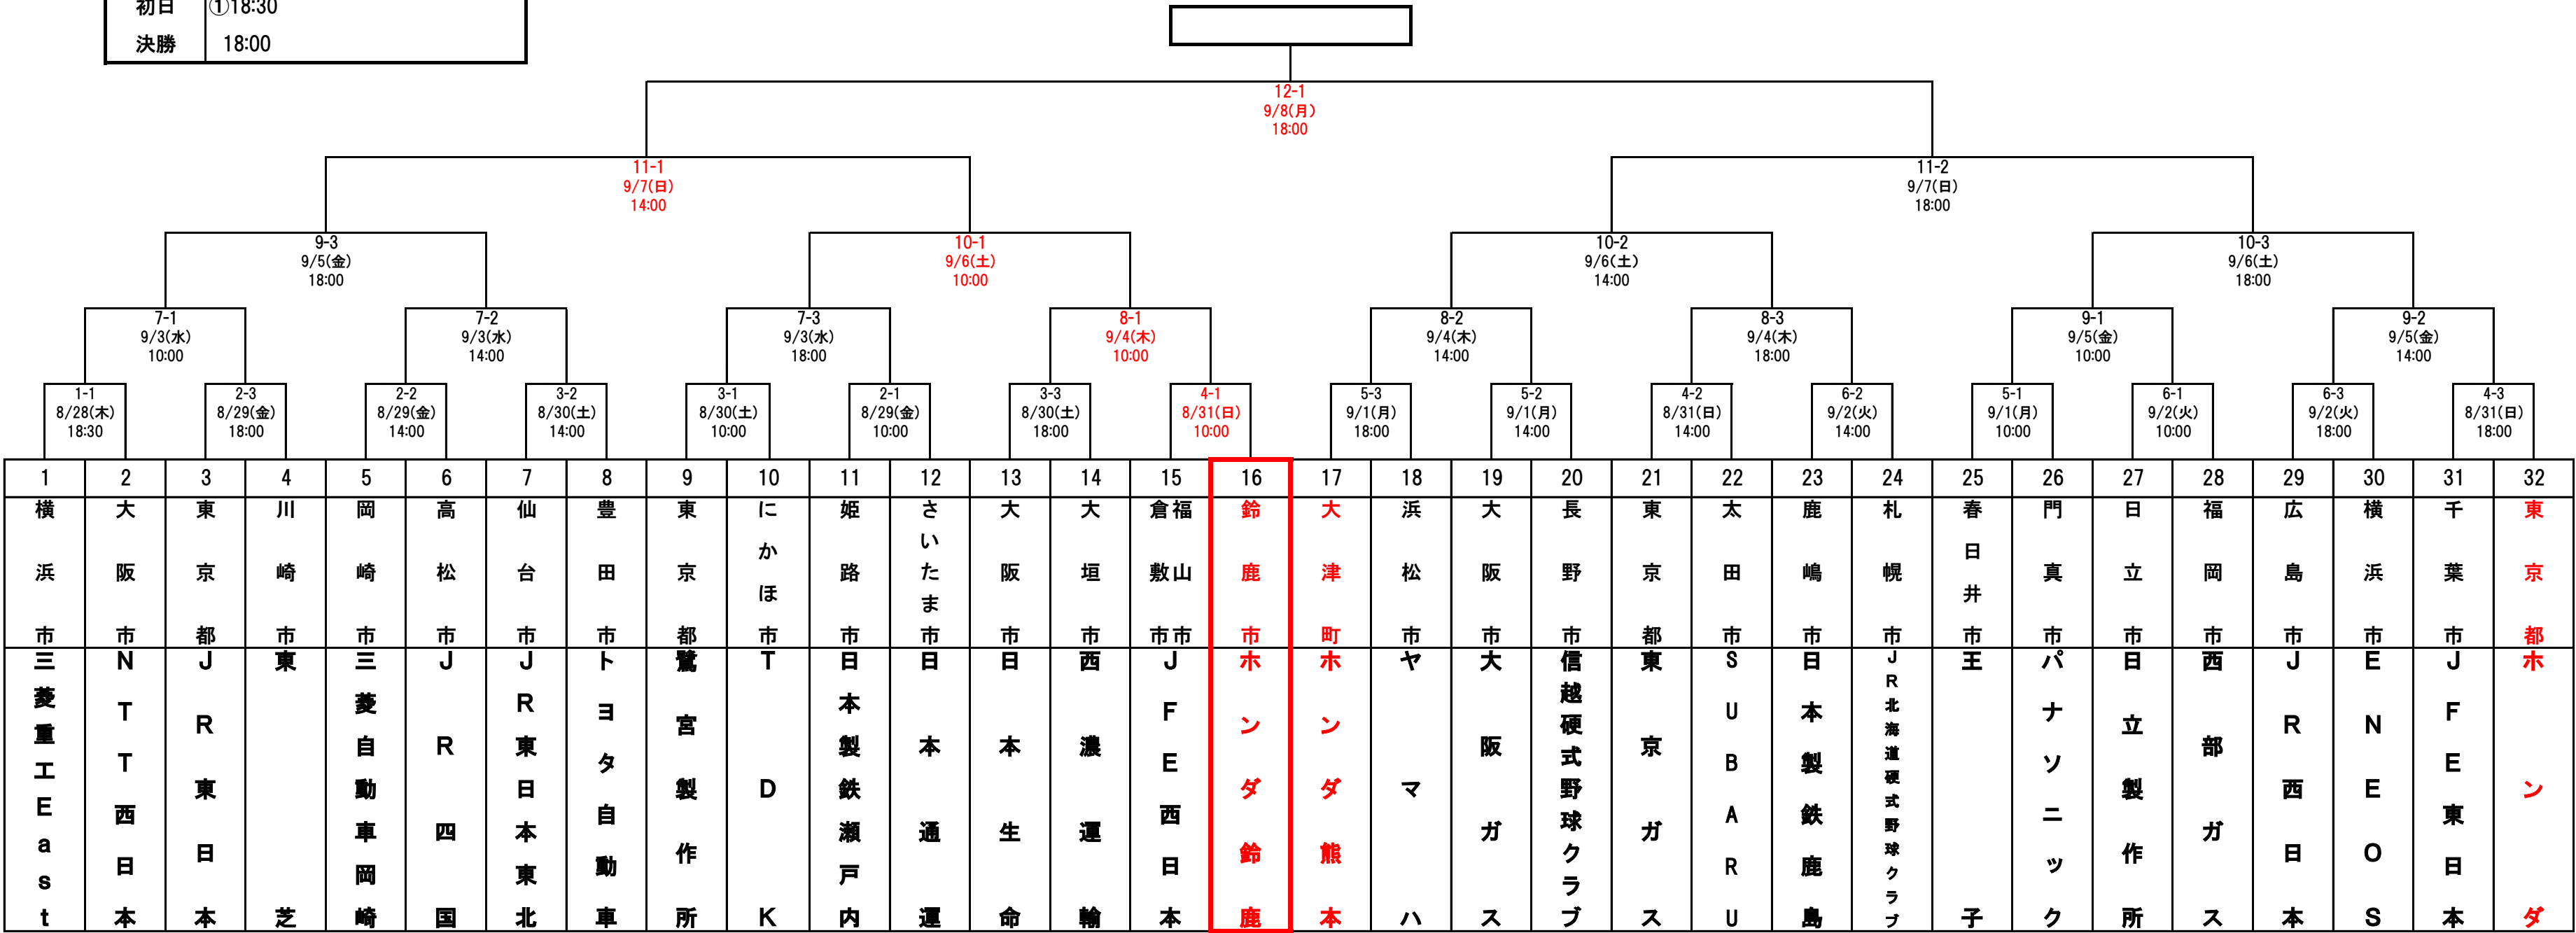 初日 ①18:30
決勝 18:00
12-1
9/8(月)
18:00
11-1
9/7(日)
14:00
11-2
9/7(日)
18:00
9-3
9/5(金)
18:00
10-1
9/6(土)
10:00
10-2
9/6(土)
14:00
10-3
9/6(土)
18:00
7-1
9/3(水)
10:00
7-2
9/3(水)
14:00
7-3
9/3(水)
18:00
8-1
9/4(木)
10:00
8-2
9/4(木)
14:00
8-3
9/4(木)
18:00
9-1
9/5(金)
10:00
9-2
9/5(金)
14:00
1-1
8/28(木)
18:30
2-3
8/29(金)
18:00
2-2
8/29(金)
14:00
3-2
8/30(土)
14:00
3-1
8/30(土)
10:00
2-1
8/29(金)
10:00
3-3
8/30(土)
18:00
4-1
8/31(日)
10:00
5-3
9/1(月)
18:00
5-2
9/1(月)
14:00
4-2
8/31(日)
14:00
6-2
9/2(火)
14:00
5-1
9/1(月)
10:00
6-1
9/2(火)
10:00
6-3
9/2(火)
18:00
4-3
8/31(日)
18:00
1
横浜市
三菱重工East
2
大阪市
NTT西日本
3
東京都
JR東日本
4
川崎市
東芝
5
岡崎市
三菱自動車岡崎
6
高松市
JR四国
7
仙台市
JR東日本東北
8
豊田市
トヨタ自動車
9
東京都
鷺宮製作所
10
にかほ市
TDK
11
姫路市
日本製鉄瀬戸内
12
さいたま市
日本通運
13
大阪市
日本生命
14
大垣市
西濃運輸
15
福山市
倉敷市
JFE西日本
16
鈴鹿市
ホンダ鈴鹿
17
大津町
ホンダ熊本
18
浜松市
ヤマハ
19
大阪市
大阪ガス
20
長野市
信越硬式野球クラブ
21
東京都
東京ガス
22
太田市
SUBARU
23
鹿嶋市
日本製鉄鹿島
24
札幌市
JR北海道硬式野球クラブ
25
春日井市
王子
26
門真市
パナソニック
27
日立市
日立製作所
28
福岡市
西部ガス
29
広島市
JR西日本
30
横浜市
ENEOS
31
千葉市
JFE東日本
32
東京都
ホンダ